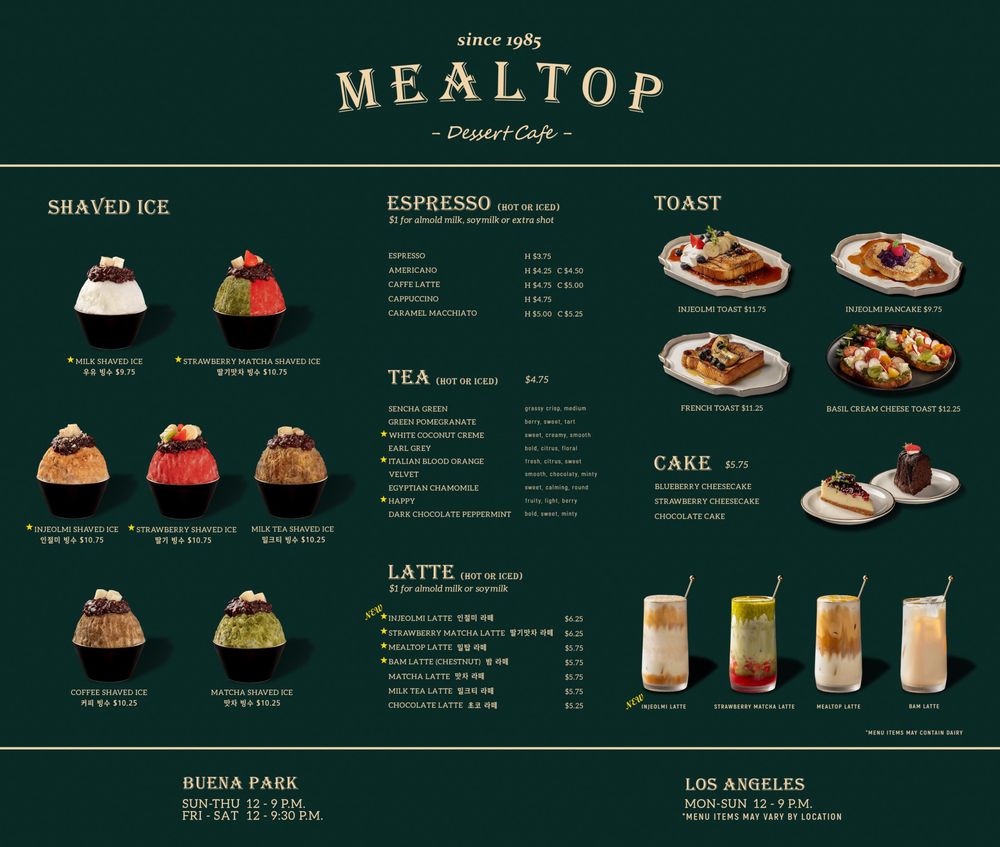 since 1985
MEALTOP
- Dessert Cafe -
SHAVED ICE
MILK SHAVED ICE
우유 빙수 $9.75
STRAWBERRY MATCHA SHAVED ICE
딸기맛차 빙수 $10.75
INJEOLMI SHAVED ICE
인절미 빙수 $10.75
STRAWBERRY SHAVED ICE
딸기 빙수 $10.75
MILK TEA SHAVED ICE
밀크티 빙수 $10.25
COFFEE SHAVED ICE
커피 빙수 $10.25
MATCHA SHAVED ICE
맛차 빙수 $10.25
ESPRESSO (HOT OR ICED)
$1 for almold milk, soymilk or extra shot
ESPRESSO H $3.75
AMERICANO H $4.25 C $4.50
CAFFE LATTE H $4.75 C $5.00
CAPPUCCINO H $4.75
CARAMEL MACCHIATO H $5.00 C $5.25
TEA (HOT OR ICED) $4.75
SENCHA GREEN grassy crisp, medium
GREEN POMEGRANATE berry, sweet, tart
WHITE COCONUT CREME sweet, creamy, smooth
EARL GREY bold, citrus, floral
ITALIAN BLOOD ORANGE fresh, citrus, sweet
VELVET smooth, chocolaty, minty
EGYPTIAN CHAMOMILE sweet, calming, round
HAPPY fruity, light, berry
DARK CHOCOLATE PEPPERMINT bold, sweet, minty
LATTE (HOT OR ICED)
$1 for almold milk or soymilk
NEW
INJEOLMI LATTE 인절미 라떼 $6.25
STRAWBERRY MATCHA LATTE 딸기맛차 라떼 $6.25
MEALTOP LATTE 밀탑 라떼 $5.75
BAM LATTE (CHESTNUT) 밤 라떼 $5.75
MATCHA LATTE 맛차 라떼 $5.75
MILK TEA LATTE 밀크티 라떼 $5.75
CHOCOLATE LATTE 초코 라떼 $5.25
TOAST
INJEOLMI TOAST $11.75
INJEOLMI PANCAKE $9.75
FRENCH TOAST $11.25
BASIL CREAM CHEESE TOAST $12.25
CAKE $5.75
BLUEBERRY CHEESECAKE
STRAWBERRY CHEESECAKE
CHOCOLATE CAKE
NEW
INJEOLMI LATTE
STRAWBERRY MATCHA LATTE
MEALTOP LATTE
BAM LATTE
*MENU ITEMS MAY CONTAIN DAIRY
BUENA PARK
SUN-THU 12 - 9 P.M.
FRI - SAT 12 - 9:30 P.M.
LOS ANGELES
MON-SUN 12 - 9 P.M.
*MENU ITEMS MAY VARY BY LOCATION